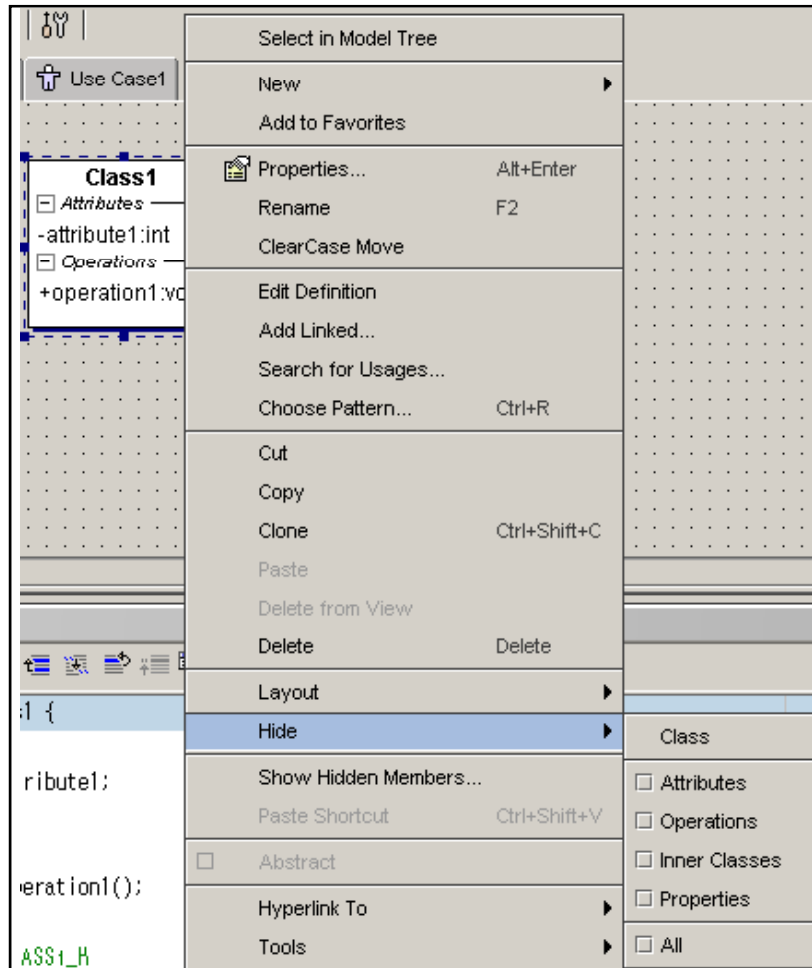 Use Case1
Class1
Attributes
-attribute1:int
Operations
+operation1:vo
Select in Model Tree
New
Add to Favorites
Properties... Alt+Enter
Rename F2
ClearCase Move
Edit Definition
Add Linked...
Search for Usages...
Choose Pattern... Ctrl+R
Cut
Copy
Clone Ctrl+Shift+C
Paste
Delete from View
Delete Delete
Layout
Hide
Show Hidden Members...
Paste Shortcut Ctrl+Shift+V
Abstract
Hyperlink To
Tools
Class
Attributes
Operations
Inner Classes
Properties
All
s1 {
ribute1;
eration1();
ASS1_H